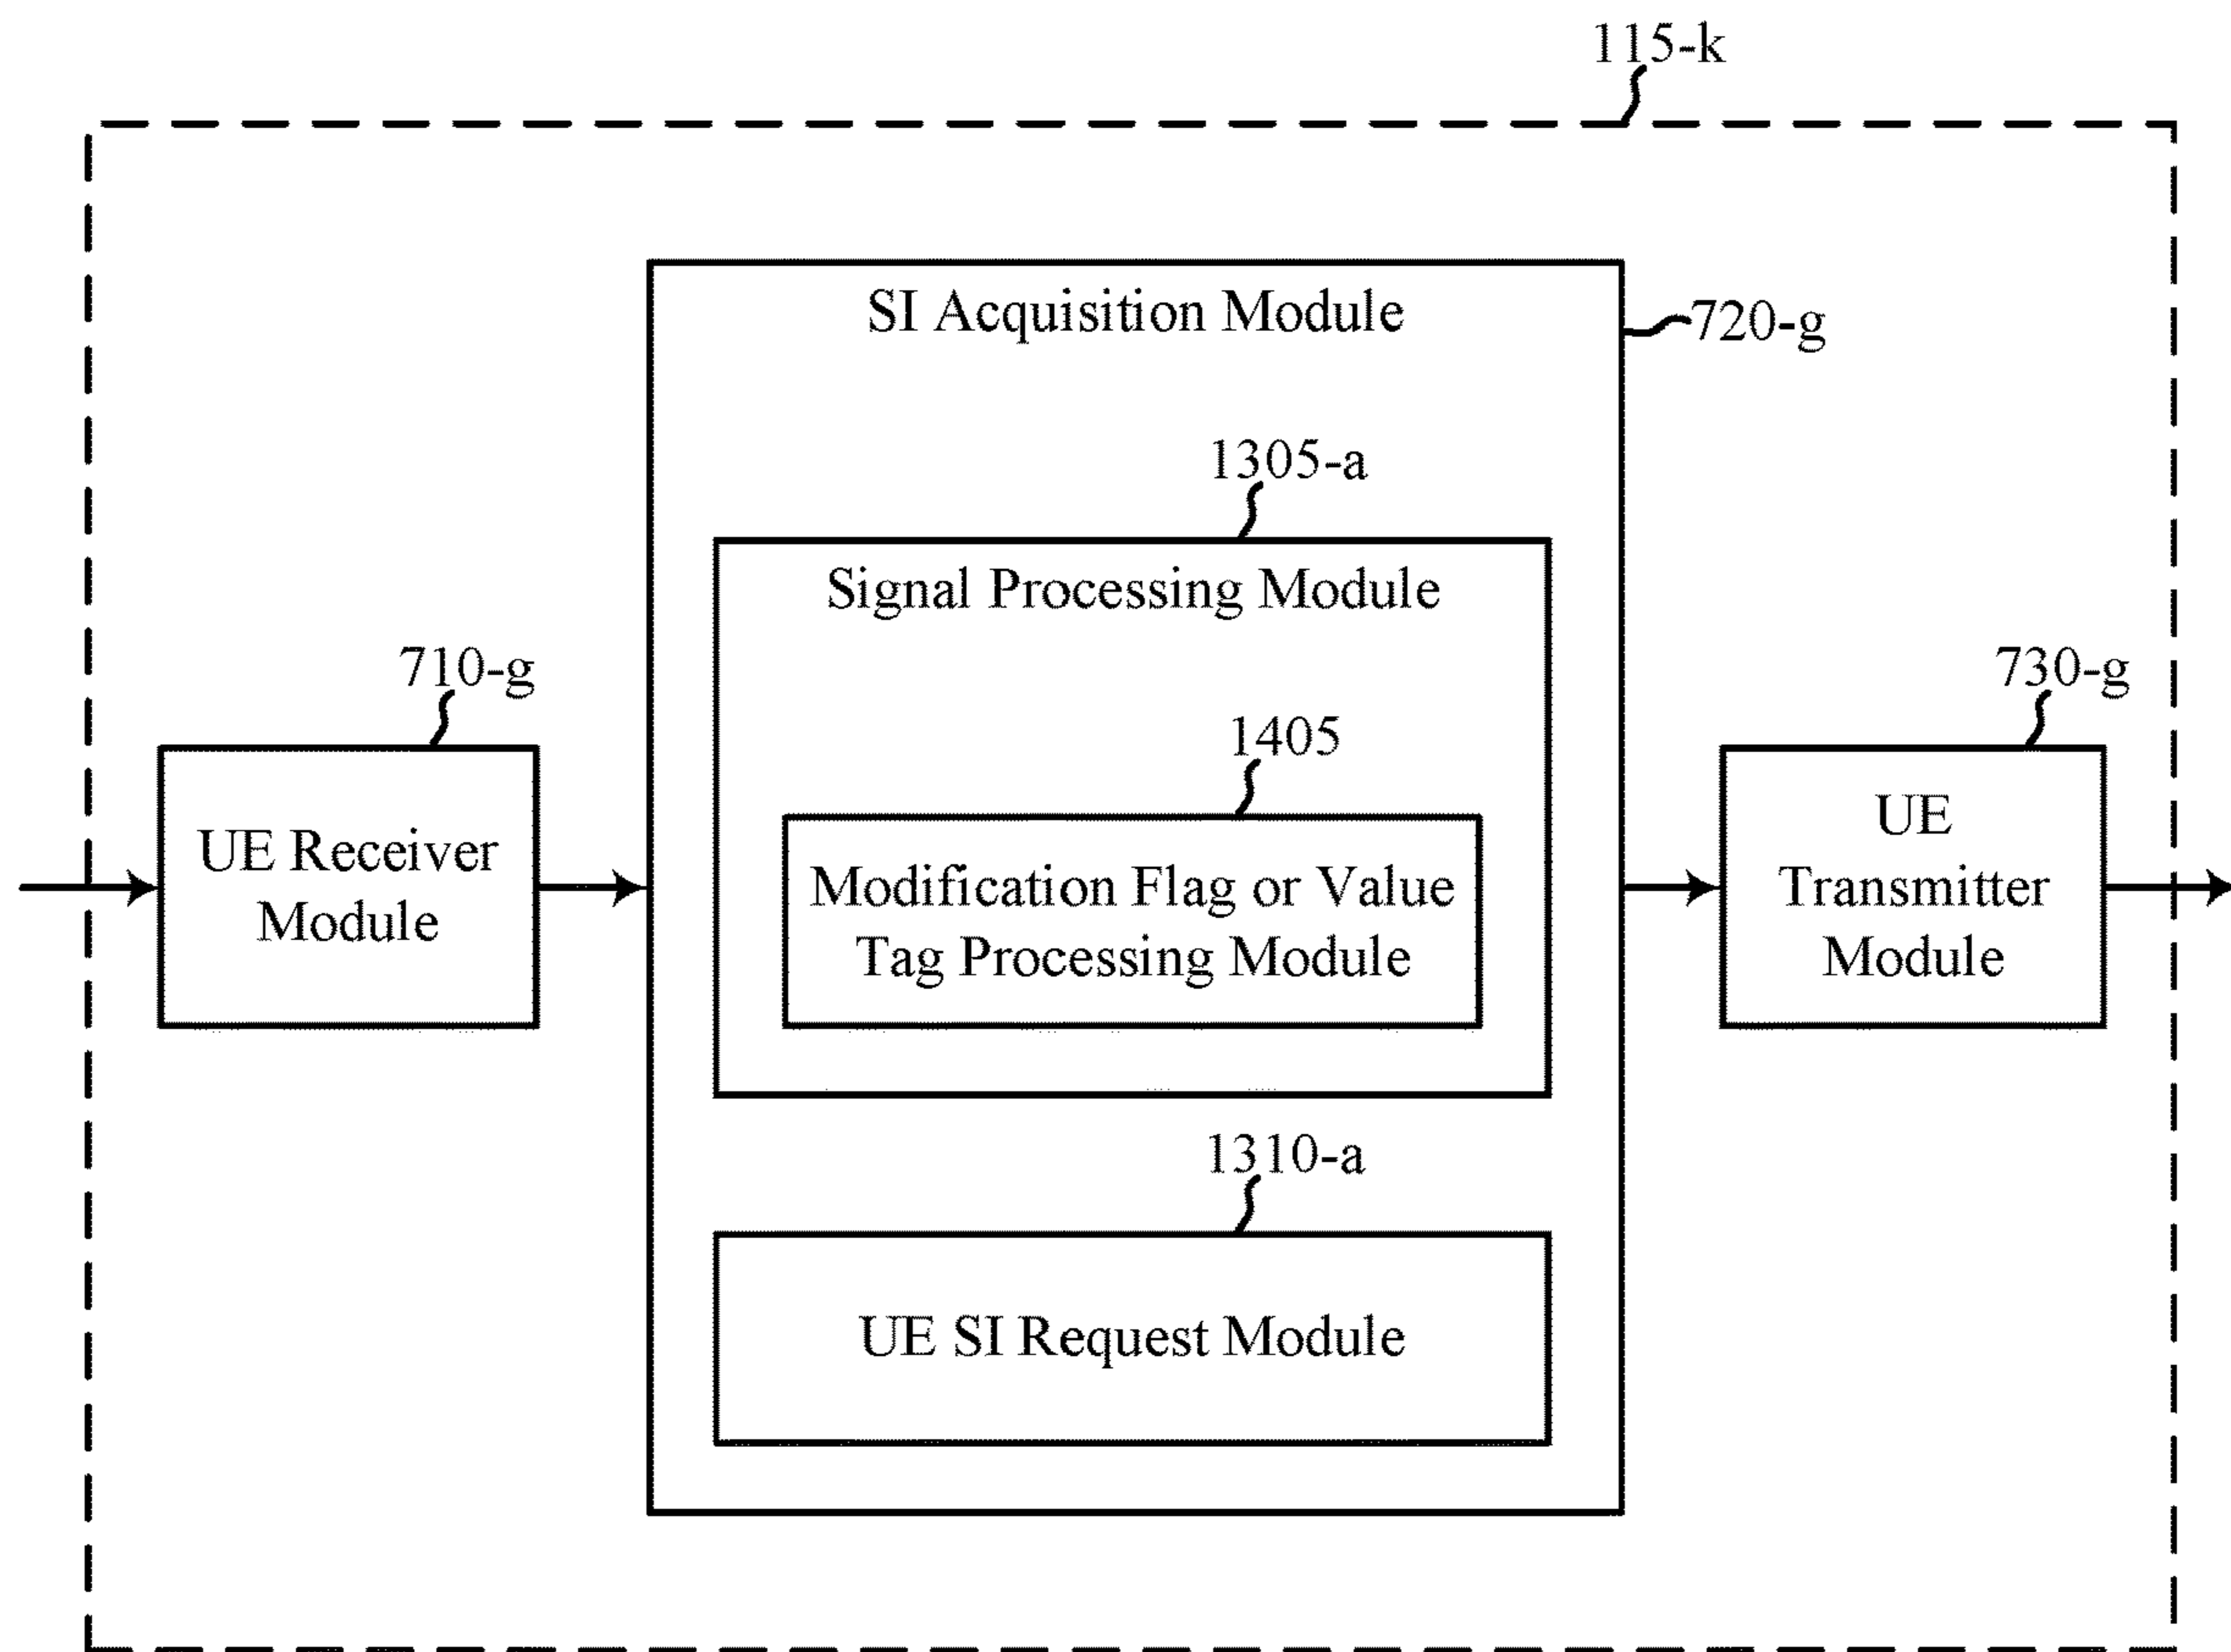 115-k
SI Acquisition Module
720-g
1305-a
Signal Processing Module
710-g
730-g
1405
UE Receiver
Module
Modification Flag or Value
Tag Processing Module
UE
Transmitter
Module
1310-a
UE SI Request Module